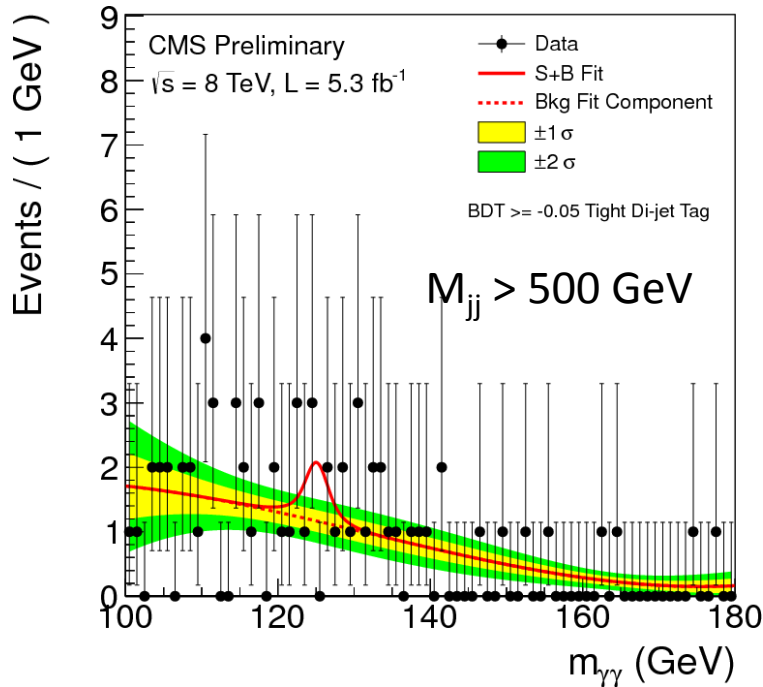 CMS Preliminary
√s = 8 TeV, L = 5.3 fb⁻¹
Data
S+B Fit
Bkg Fit Component
±1 σ
±2 σ
BDT >= -0.05 Tight Di-jet Tag
M_jj > 500 GeV
Events / ( 1 GeV )
9
8
7
6
5
4
3
2
1
0
100 120 140 160 180
m_γγ (GeV)